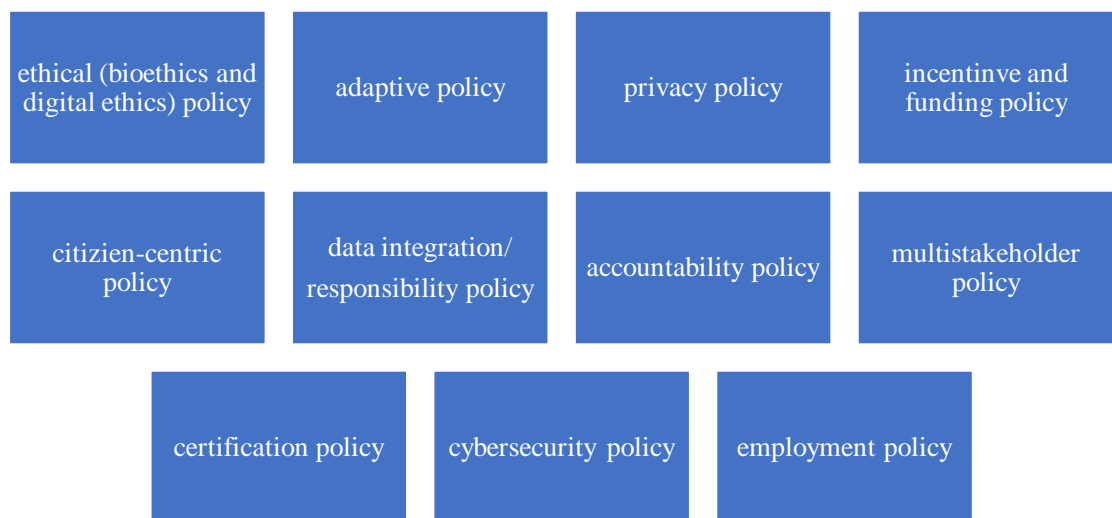 ethical (bioethics and
digital ethics) policy
adaptive policy
privacy policy
incentinve and
funding policy
citizien-centric
policy
data integration/
responsibility policy
accountability policy
multistakeholder
policy
certification policy
cybersecurity policy
employment policy